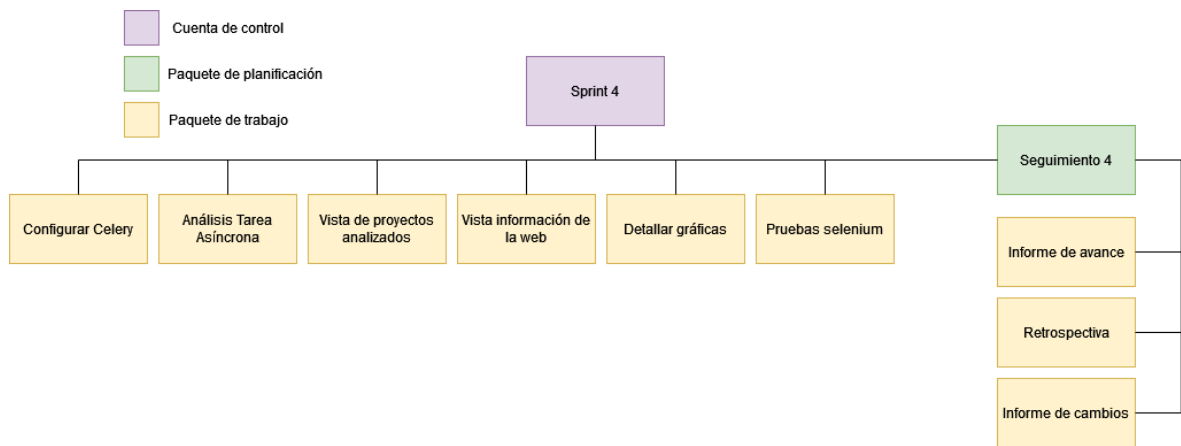 Cuenta de control
Paquete de planificación
Paquete de trabajo
Sprint 4
Seguimiento 4
Configurar Celery
Análisis Tarea
Asíncrona
Vista de proyectos
analizados
Vista información de
la web
Detallar gráficas
Pruebas selenium
Informe de avance
Retrospectiva
Informe de cambios